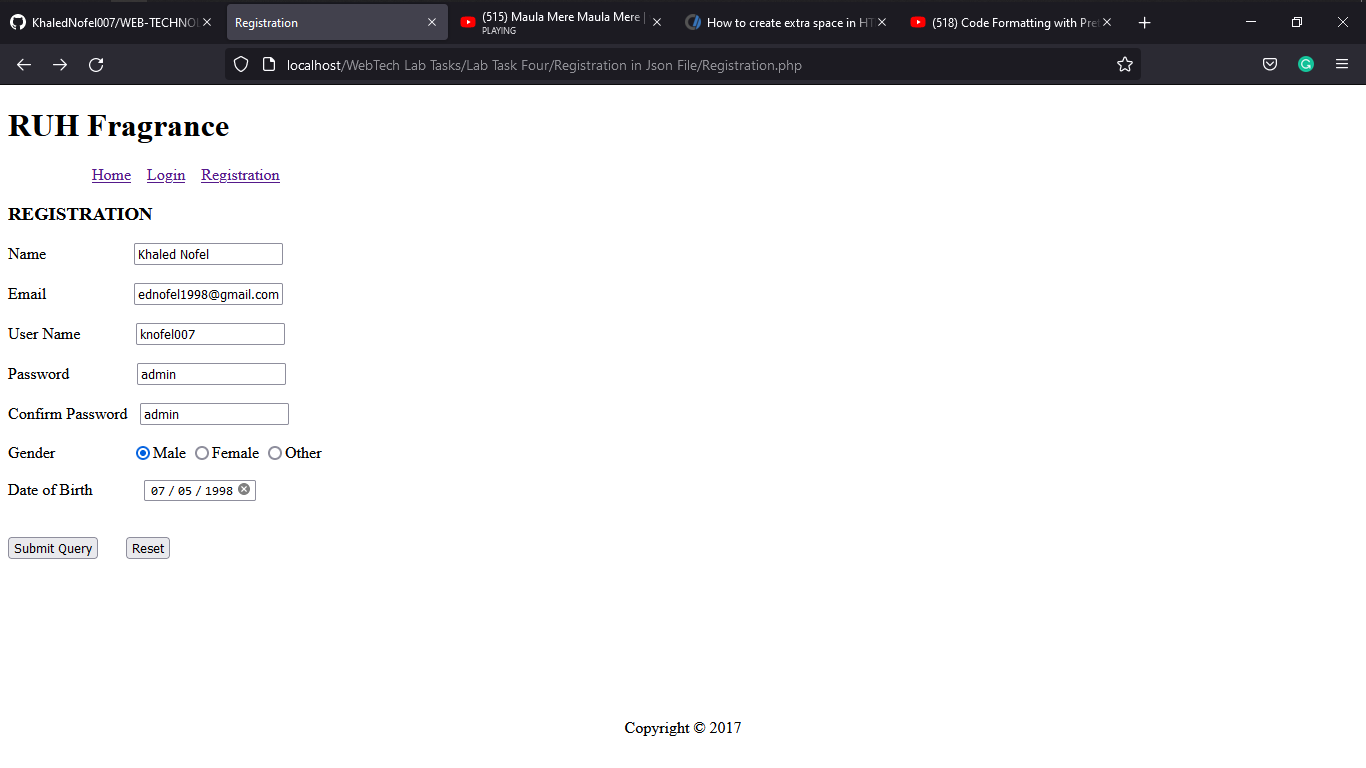 KhaledNofel007/WEB-TECHNOL
Registration
(515) Maula Mere Maula Mere |
PLAYING
How to create extra space in HT
(518) Code Formatting with Pre
localhost/WebTech Lab Tasks/Lab Task Four/Registration in Json File/Registration.php
RUH Fragrance
Home Login Registration
REGISTRATION
Name Khaled Nofel
Email ednofel1998@gmail.com
User Name knofel007
Password admin
Confirm Password admin
Gender Male Female Other
Date of Birth 07 / 05 / 1998
Submit Query Reset
Copyright © 2017